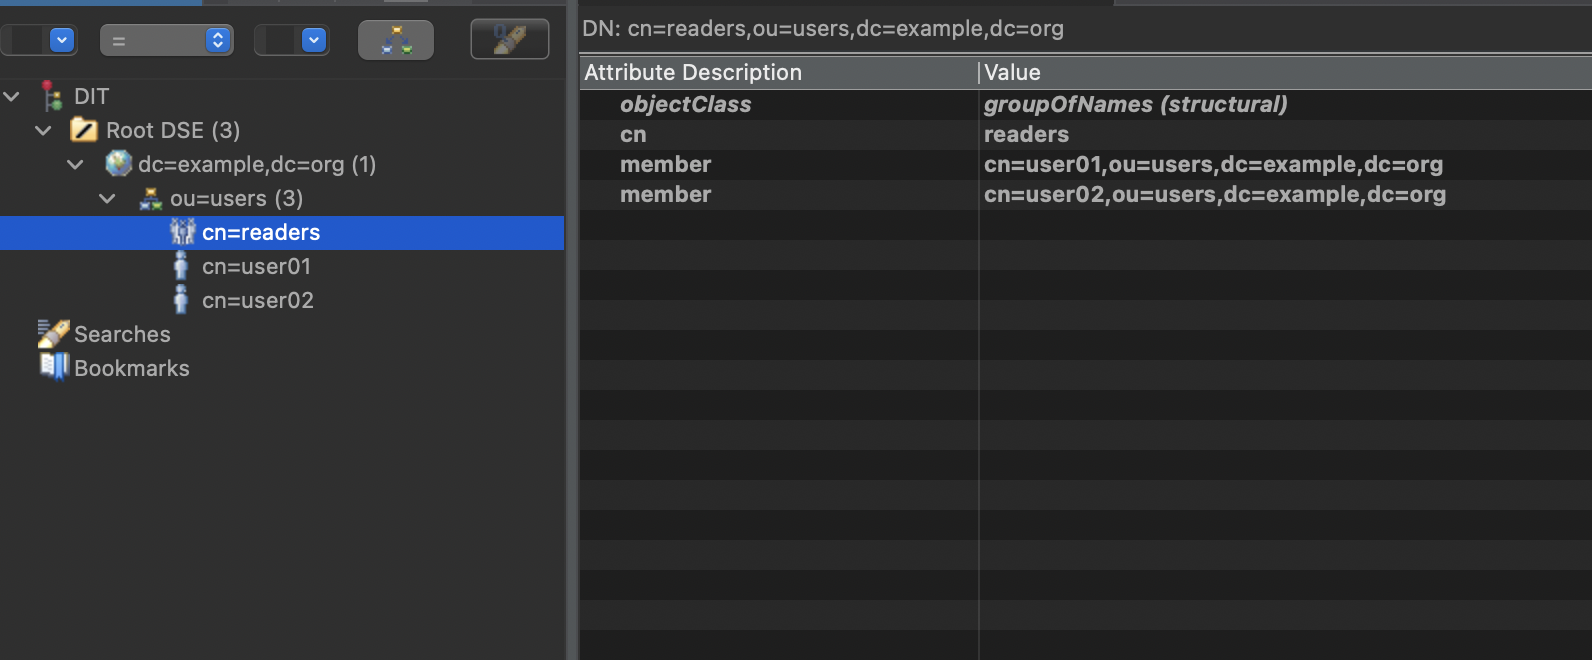 =
DN: cn=readers,ou=users,dc=example,dc=org
DIT
Root DSE (3)
dc=example,dc=org (1)
ou=users (3)
cn=readers
cn=user01
cn=user02
Searches
Bookmarks
Attribute Description Value
objectClass groupOfNames (structural)
cn readers
member cn=user01,ou=users,dc=example,dc=org
member cn=user02,ou=users,dc=example,dc=org